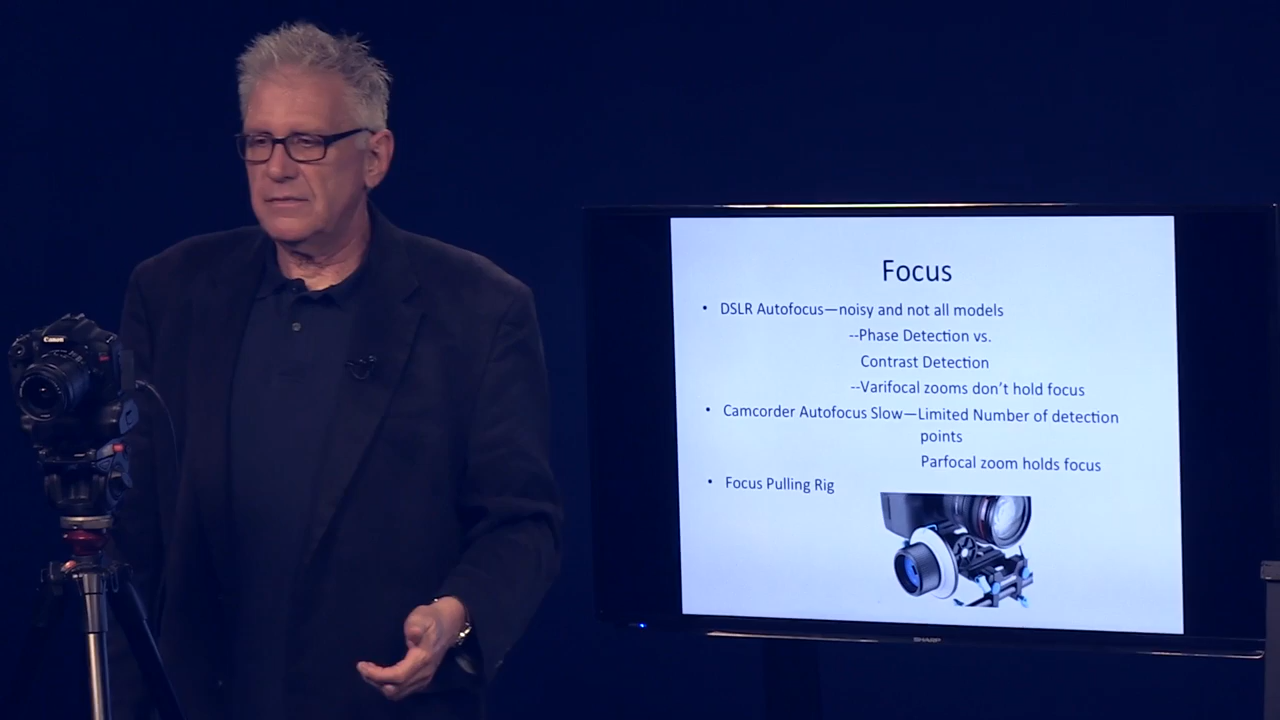 Canon
Focus
• DSLR Autofocus—noisy and not all models
--Phase Detection vs.
Contrast Detection
--Varifocal zooms don't hold focus
• Camcorder Autofocus Slow—Limited Number of detection
points
Parfocal zoom holds focus
• Focus Pulling Rig
SHARP